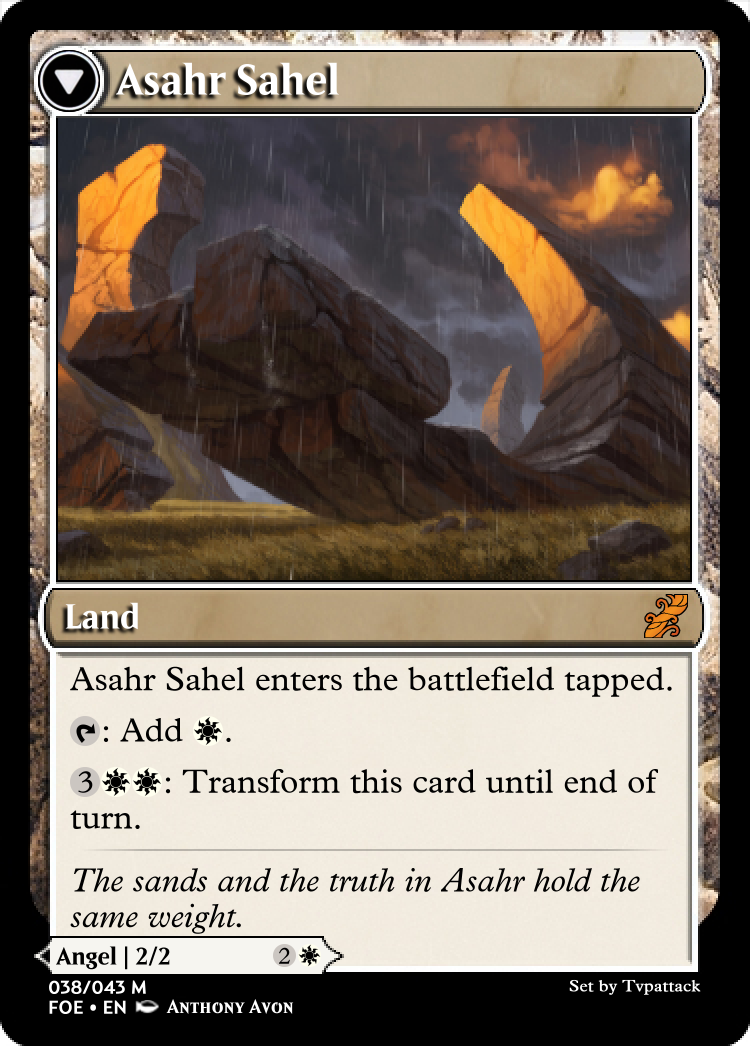 Asahr Sahel
Land
Asahr Sahel enters the battlefield tapped.
: Add .
3: Transform this card until end of
turn.
The sands and the truth in Asahr hold the
same weight.
Angel | 2/2 2
038/043 M
FOE • EN Anthony Avon
Set by Tvpattack